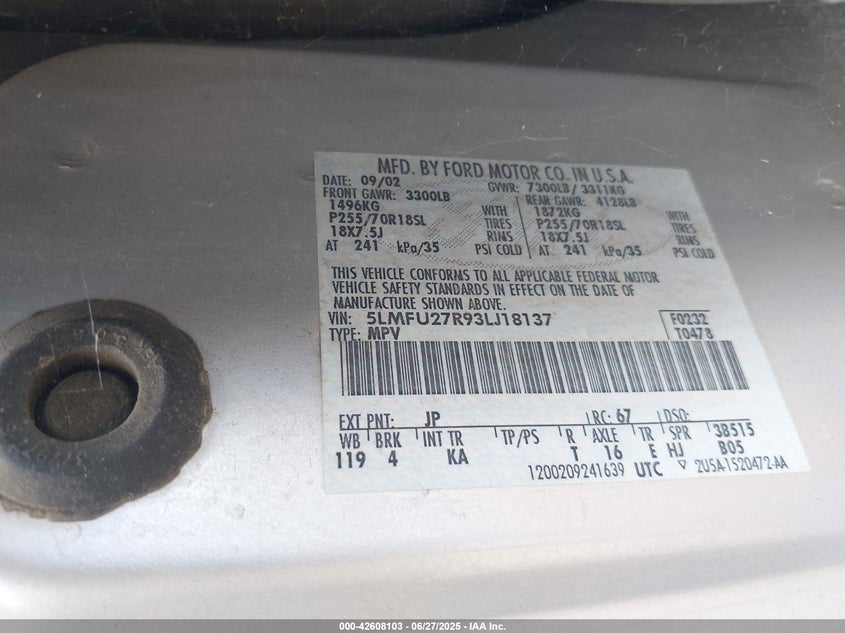 MFD. BY FORD MOTOR CO. IN U.S.A.
DATE: 09/02 GVWR: 7300LB/ 3311KG
FRONT GAWR: 3300LB REAR GAWR: 4128LB
1496KG WITH 1872KG WITH
P255/70R18SL TIRES P255/70R18SL TIRES
18X7.5J RIMS 18X7.5J RIMS
AT 241 kPa/35 PSI COLD AT 241 kPa/35 PSI COLD
THIS VEHICLE CONFORMS TO ALL APPLICABLE FEDERAL MOTOR
VEHICLE SAFETY STANDARDS IN EFFECT ON THE DATE OF
MANUFACTURE SHOWN ABOVE.
VIN: 5LMFU27R93LJ18137 F0232
TYPE: MPV T0478
EXT PNT: JP RC: 67 DSO:
WB BRK INT TR TP/PS R AXLE TR SPR 3B515
119 4 KA T 16 E HJ B05
1200209241639 UTC 2U5A-1520472-AA
000-42608103 | 06/27/2025 - IAA Inc.